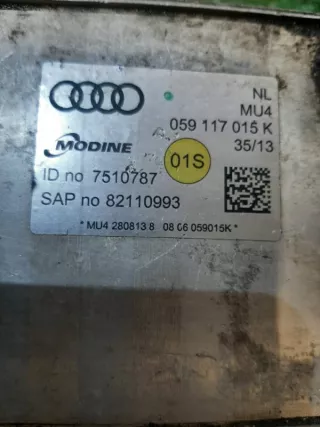 NL
MU4
059 117 015 K
MODINE 35/13
01S
ID no 7510787
SAP no 82110993
* MU4 280813 8 08 06 059015K *